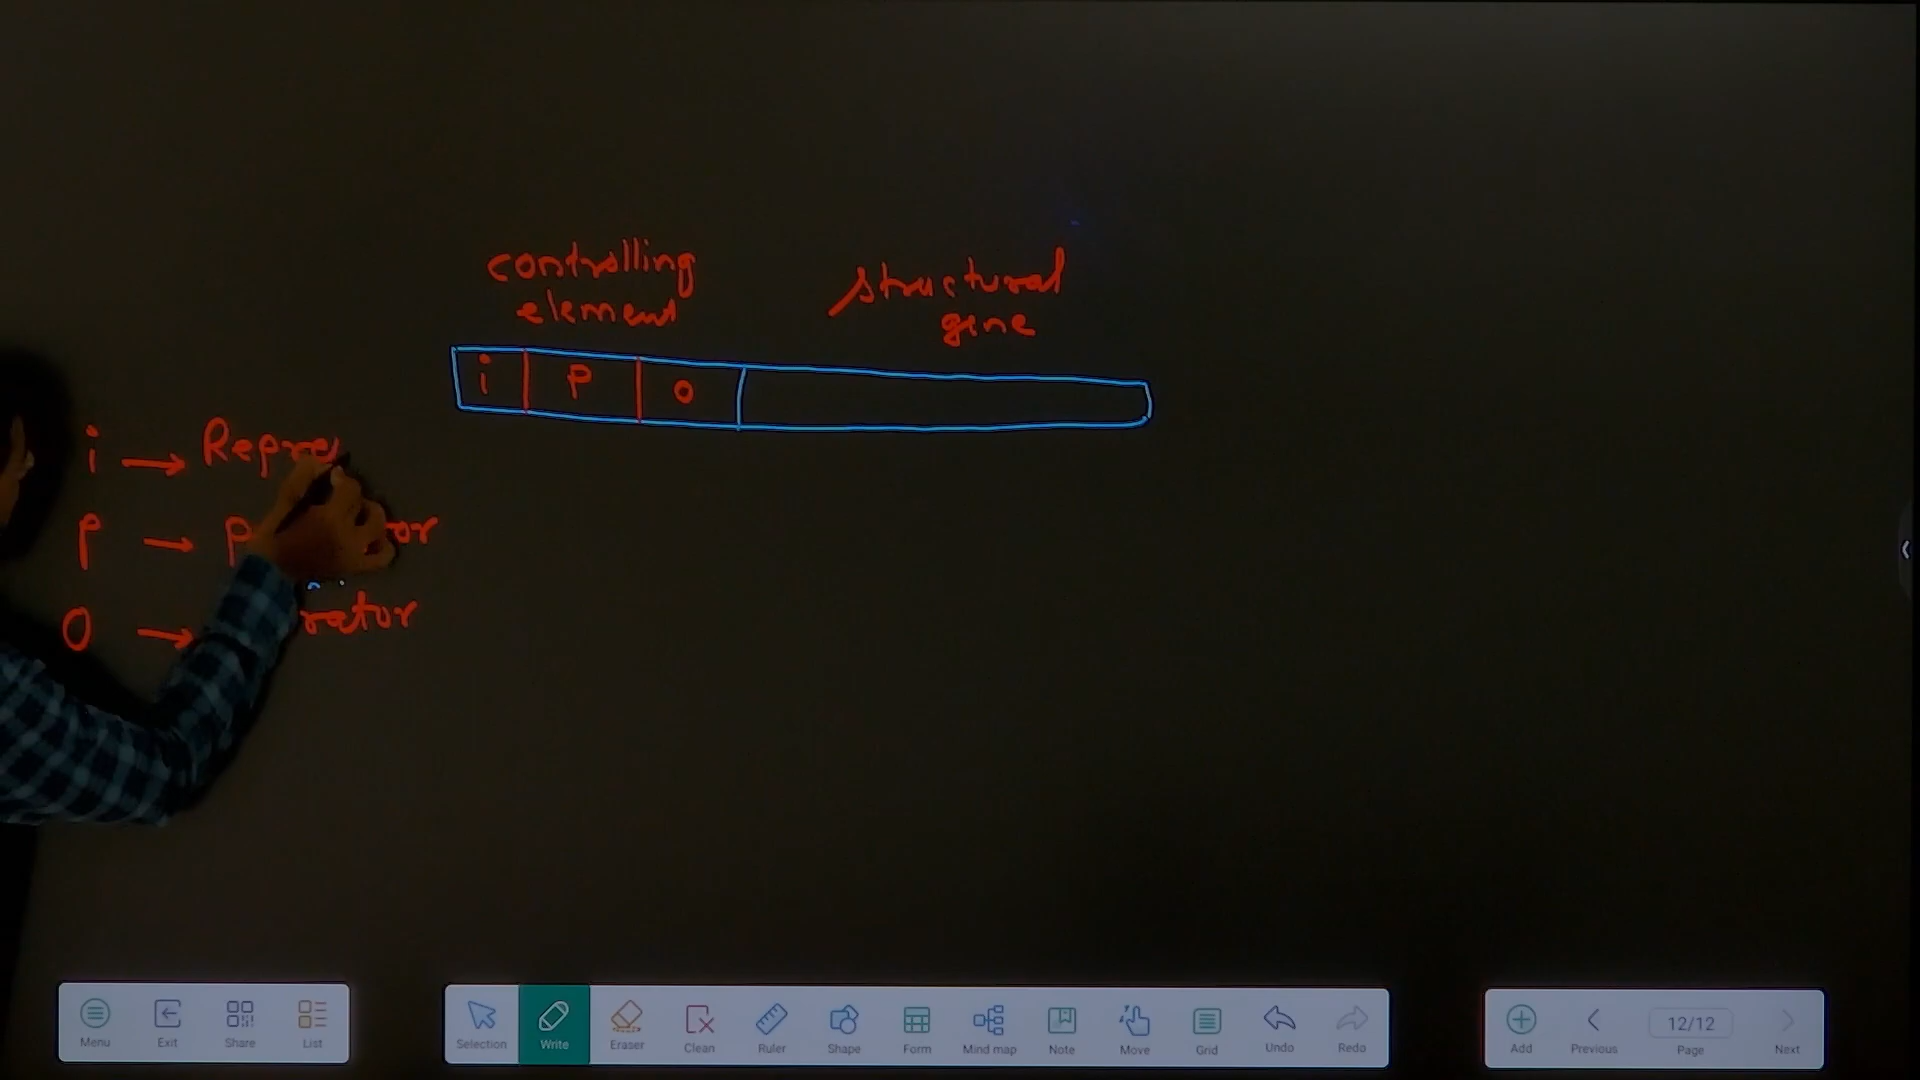 controlling
element
structural
gene
i P O
i → Repre
P → P or
O → rator
Menu Exit Share List
Selection Write Eraser Clean Ruler Shape Form Mind map Note Move Grid Undo Redo
Add Previous 12/12 Page Next